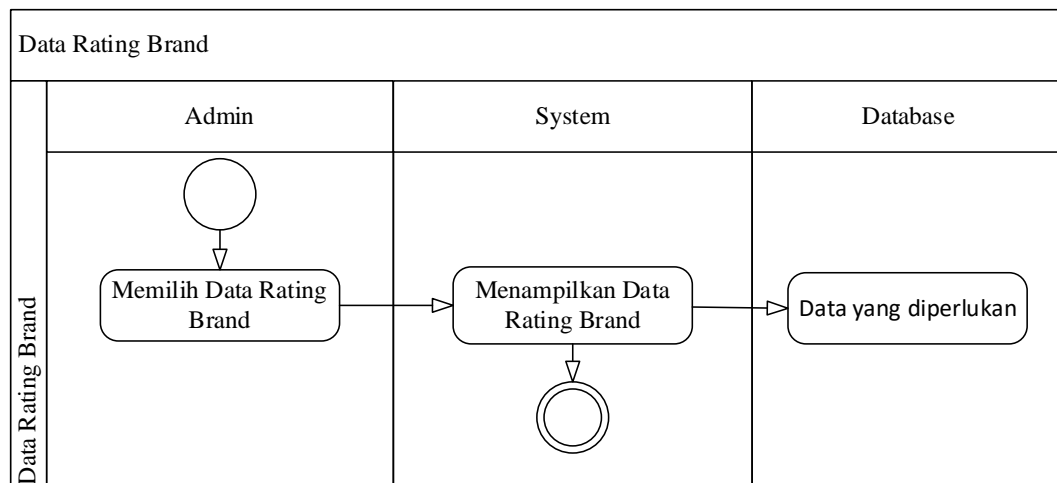 Data Rating Brand
Admin
System
Database
Data Rating Brand
Memilih Data Rating
Brand
Menampilkan Data
Rating Brand
Data yang diperlukan